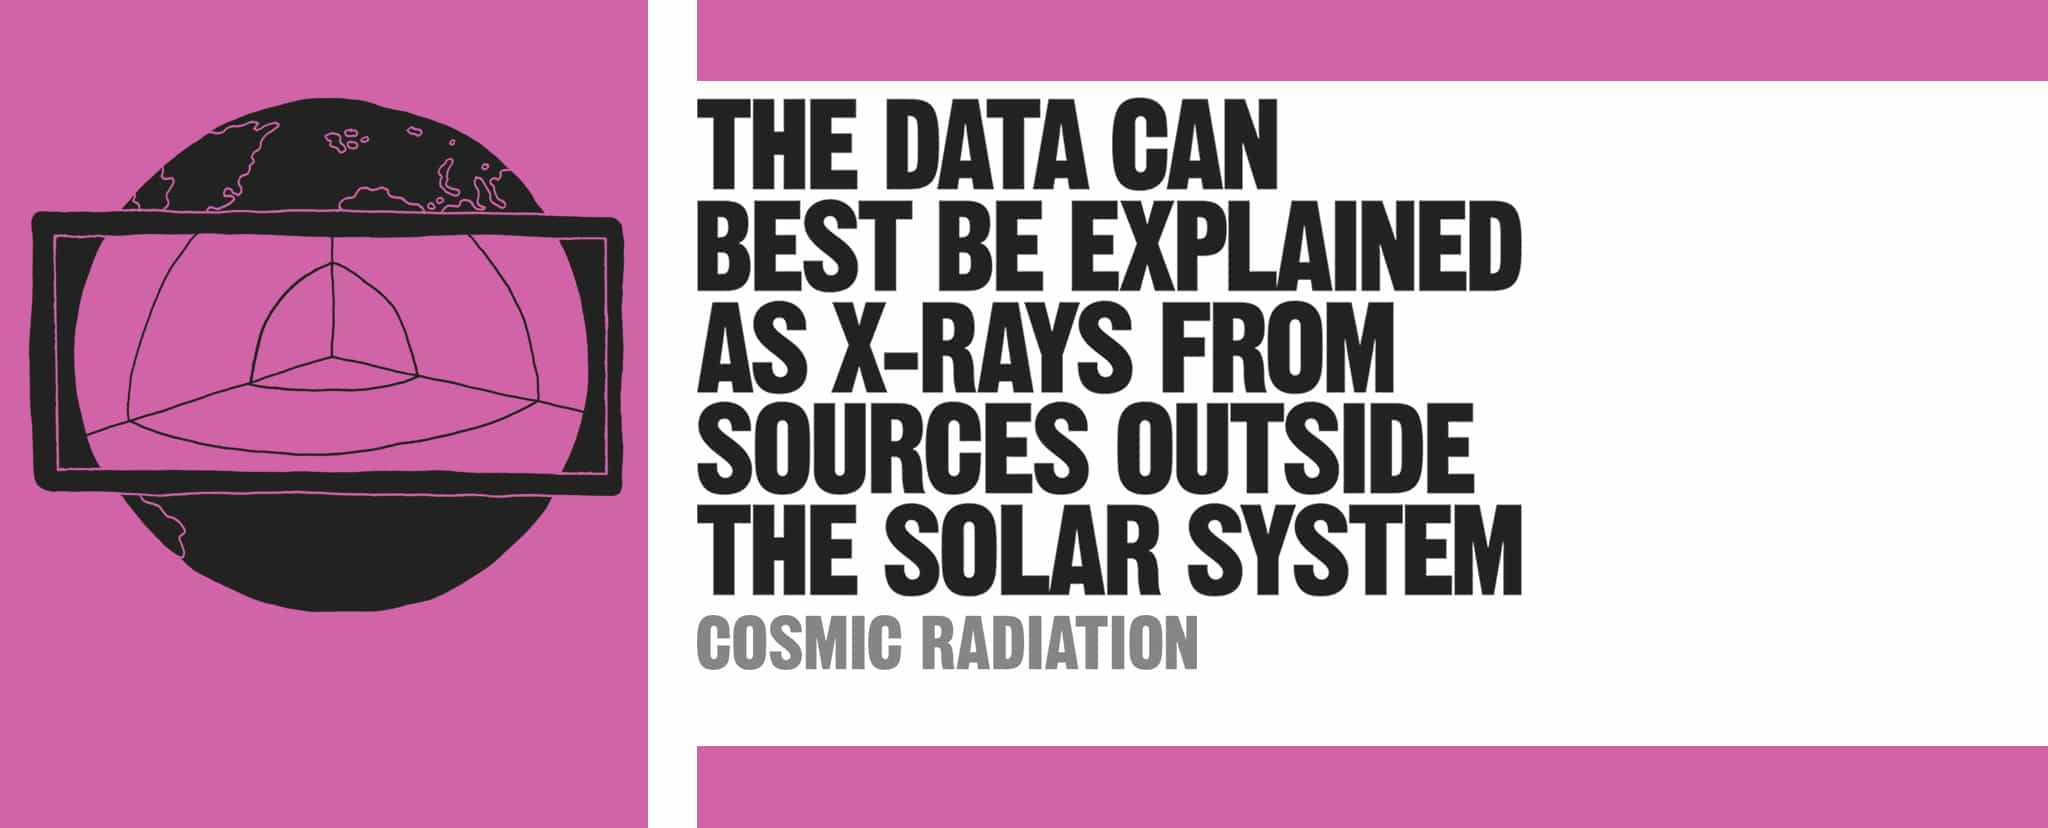 THE DATA CAN
BEST BE EXPLAINED
AS X-RAYS FROM
SOURCES OUTSIDE
THE SOLAR SYSTEM
COSMIC RADIATION